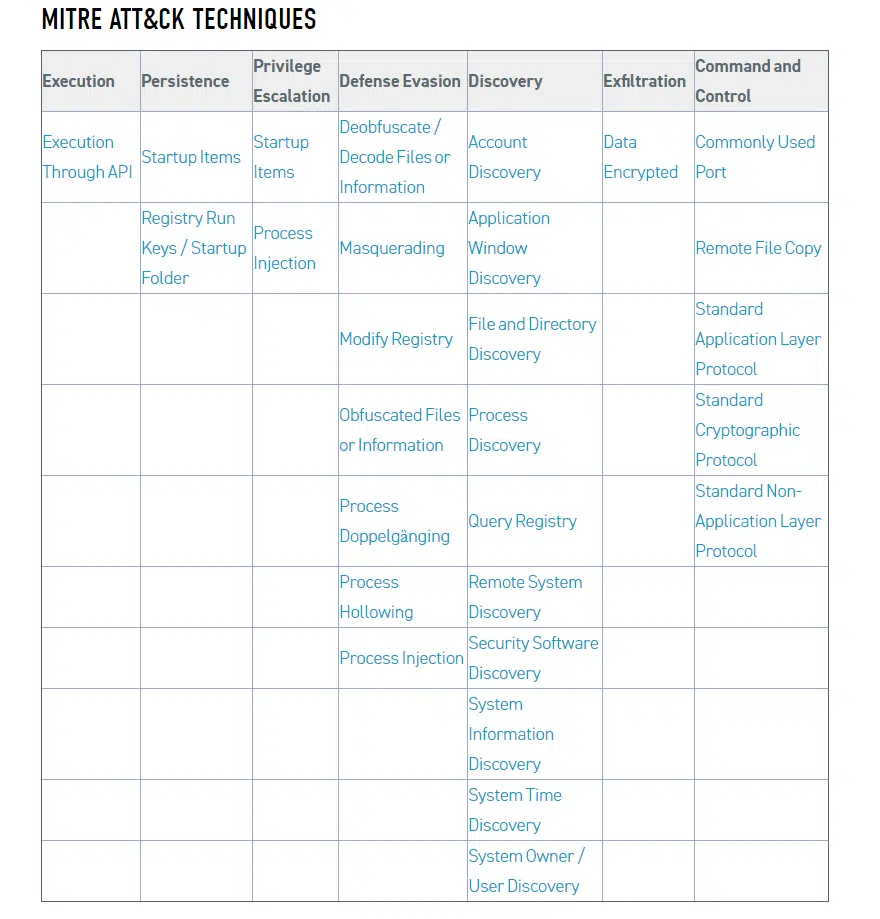 MITRE ATT&CK TECHNIQUES
Execution
Persistence
Privilege
Escalation
Defense Evasion
Discovery
Exfiltration
Command and
Control
Execution
Through API
Startup Items
Startup
Items
Deobfuscate /
Decode Files or
Information
Account
Discovery
Data
Encrypted
Commonly Used
Port
Registry Run
Keys / Startup
Folder
Process
Injection
Masquerading
Application
Window
Discovery
Remote File Copy
Modify Registry
File and Directory
Discovery
Standard
Application Layer
Protocol
Obfuscated Files
or Information
Process
Discovery
Standard
Cryptographic
Protocol
Process
Doppelgänging
Query Registry
Standard Non-
Application Layer
Protocol
Process
Hollowing
Remote System
Discovery
Process Injection
Security Software
Discovery
System
Information
Discovery
System Time
Discovery
System Owner /
User Discovery